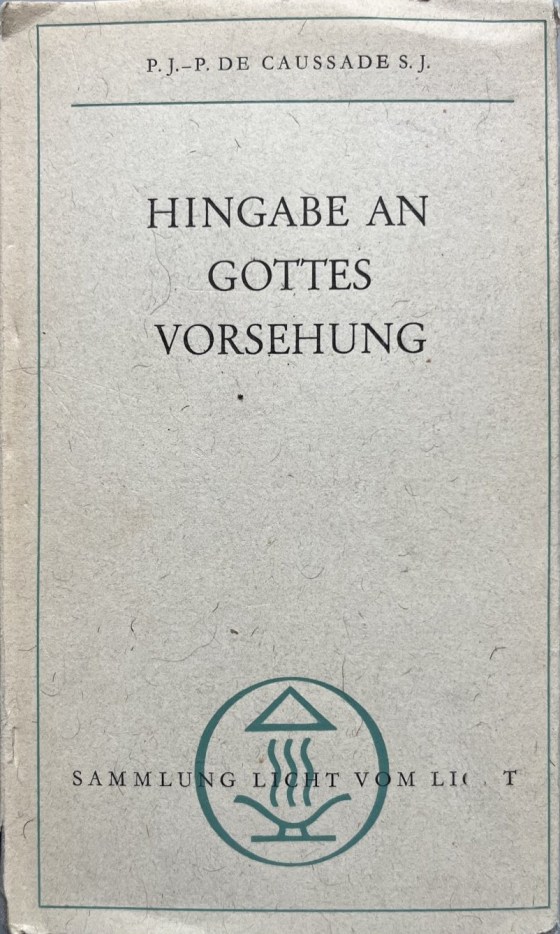 P. J.-P. DE CAUSSADE S. J.
HINGABE AN
GOTTES
VORSEHUNG
SAMMLUNG LICHT VOM